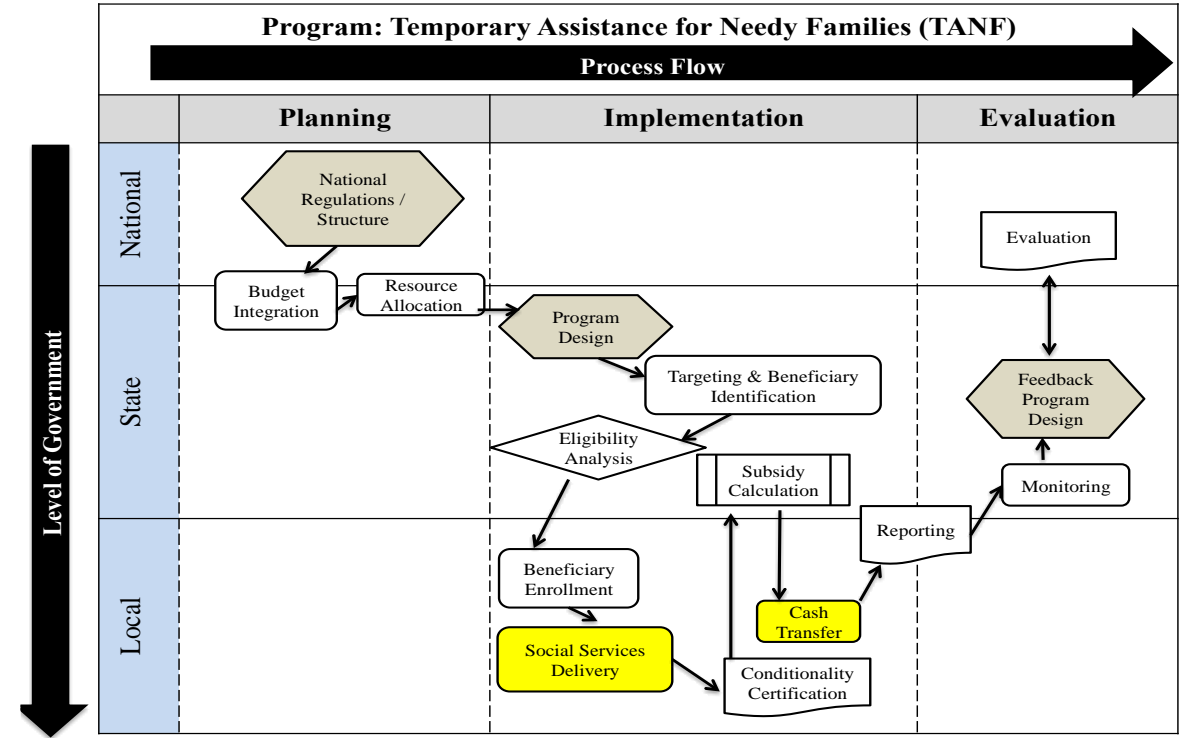 Program: Temporary Assistance for Needy Families (TANF)
Process Flow
Planning
Implementation
Evaluation
Level of Government
National
National
Regulations /
Structure
Evaluation
Budget
Integration
Resource
Allocation
State
Program
Design
Targeting & Beneficiary
Identification
Feedback
Program
Design
Eligibility
Analysis
Subsidy
Calculation
Monitoring
Reporting
Local
Beneficiary
Enrollment
Cash
Transfer
Social Services
Delivery
Conditionality
Certification